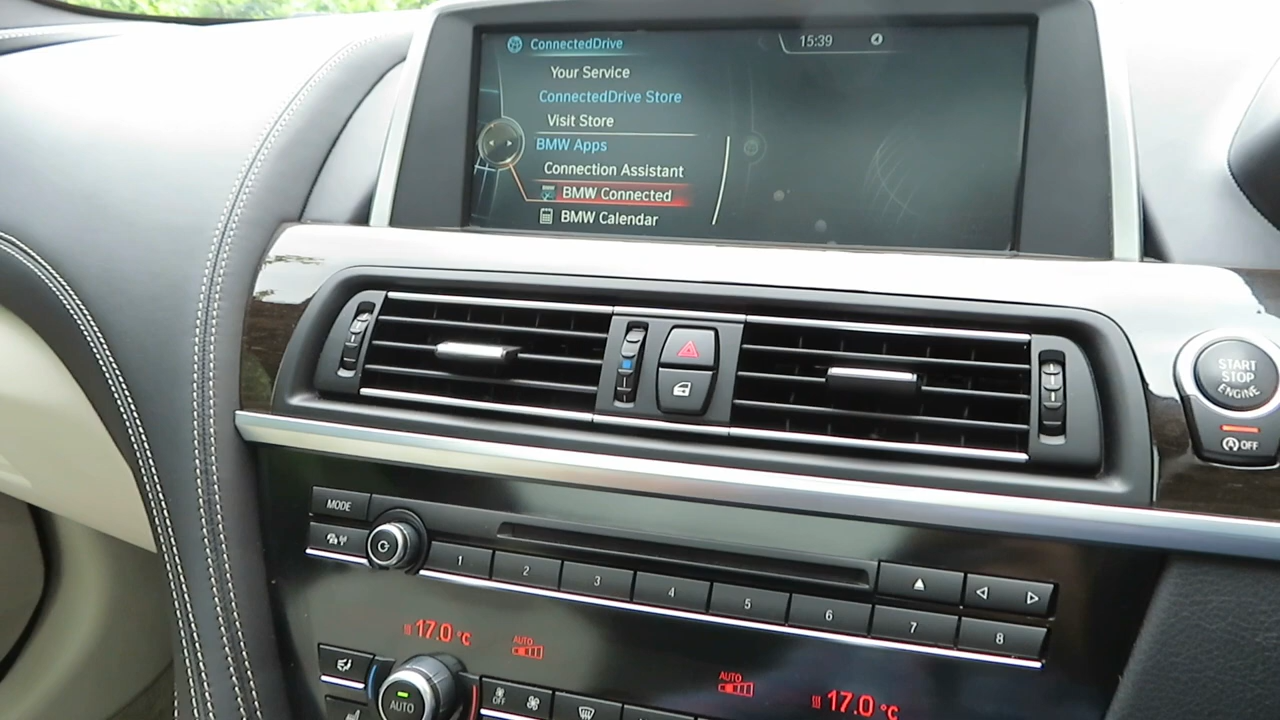 ConnectedDrive
15:39
Your Service
ConnectedDrive Store
Visit Store
BMW Apps
Connection Assistant
BMW Connected
BMW Calendar
START
STOP
ENGINE
OFF
MODE
1 2 3 4 5 6 7 8
17.0 °C
AUTO
AUTO
17.0 °C
AUTO
OFF